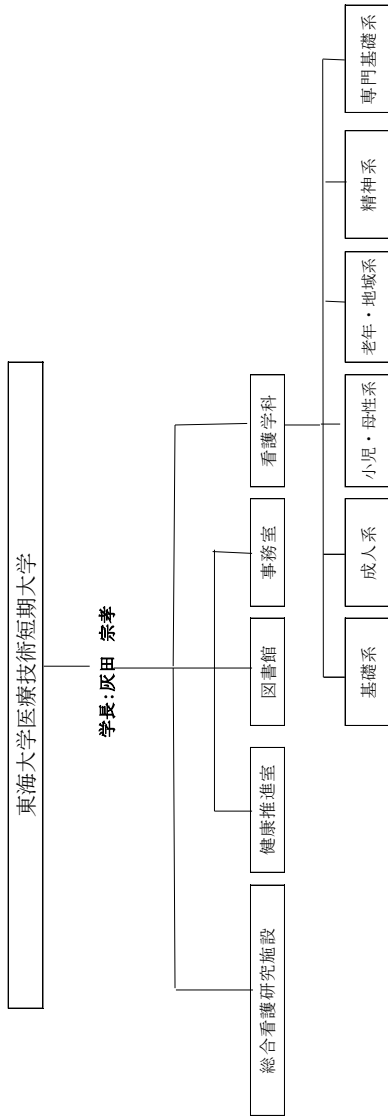 東海大学医療技術短期大学
学長：灰田　宗孝
総合看護研究施設
健康推進室
図書館
事務室
看護学科
基礎系
成人系
小児・母性系
老年・地域系
精神系
専門基礎系